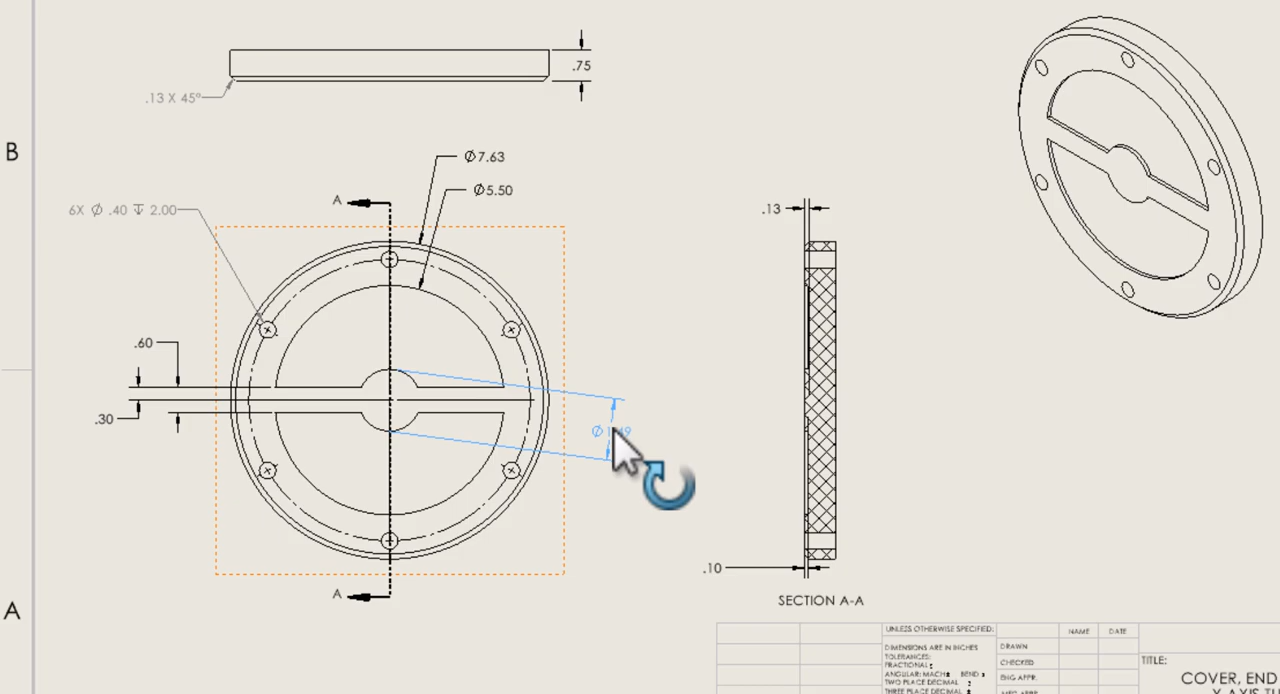 .75
.13 X 45°
B
⌀7.63
⌀5.50
A
6X ⌀ .40 ↧ 2.00
.13
.60
.30
.10
A
A
SECTION A-A
UNLESS OTHERWISE SPECIFIED:
NAME
DATE
DIMENSIONS ARE IN INCHES
TOLERANCES:
FRACTIONAL
ANGULAR: MACH BEND
TWO PLACE DECIMAL
THREE PLACE DECIMAL
DRAWN
CHECKED
ENG APPR.
TITLE:
COVER, END